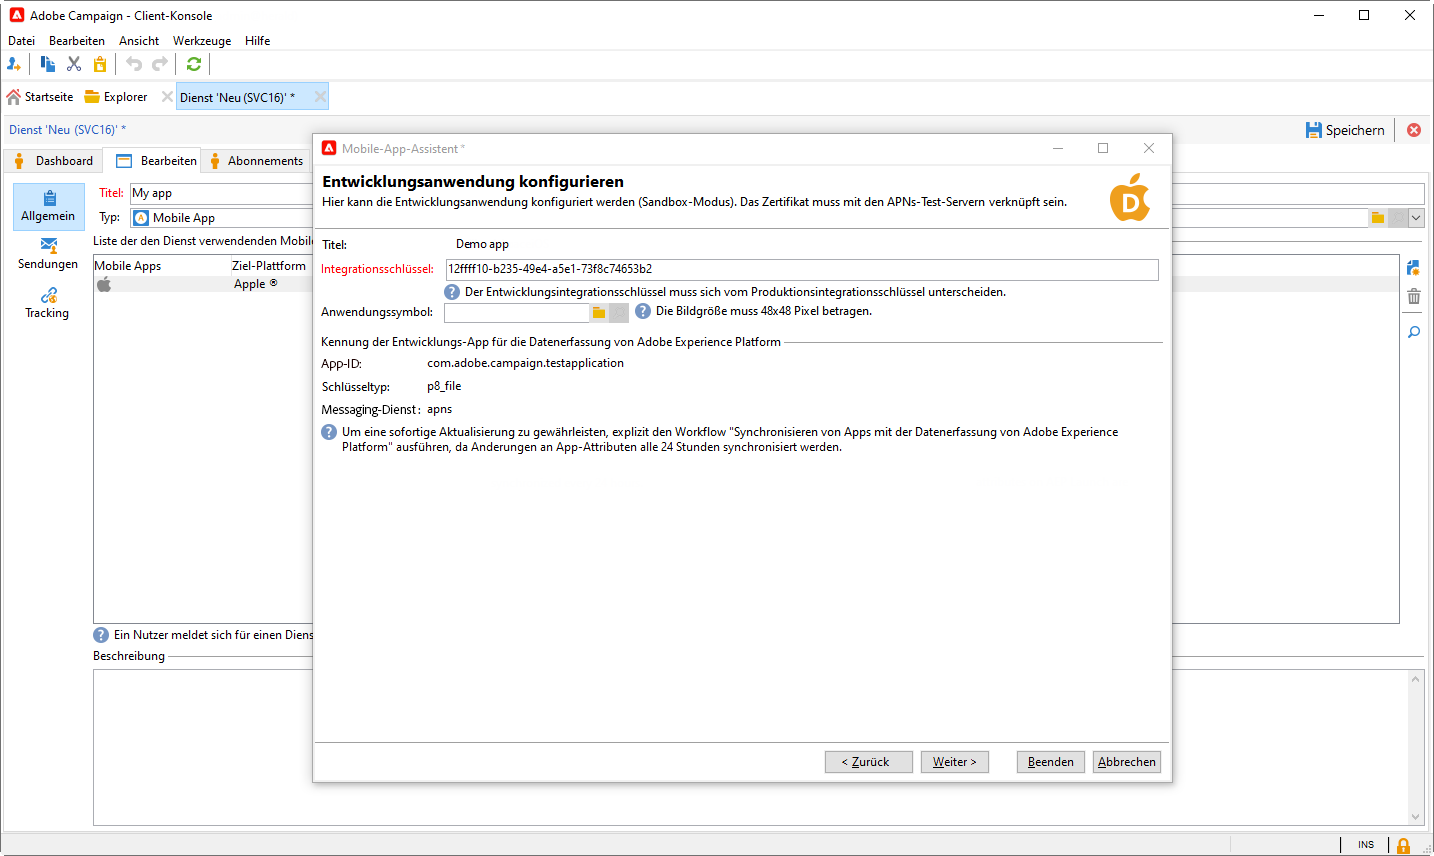 Adobe Campaign - Client-Konsole
Datei Bearbeiten Ansicht Werkzeuge Hilfe
Startseite Explorer Dienst 'Neu (SVC16)' *
Dienst 'Neu (SVC16)' *
Speichern
Dashboard Bearbeiten Abonnements
Allgemein
Sendungen
Tracking
Titel: My app
Typ: Mobile App
Liste der den Dienst verwendenden Mobil
Mobile Apps Ziel-Plattform
Apple ®
Ein Nutzer meldet sich für einen Diens
Beschreibung
Mobile-App-Assistent *
Entwicklungsanwendung konfigurieren
Hier kann die Entwicklungsanwendung konfiguriert werden (Sandbox-Modus). Das Zertifikat muss mit den APNs-Test-Servern verknüpft sein.
D
Titel: Demo app
Integrationsschlüssel: 12ffff10-b235-49e4-a5e1-73f8c74653b2
? Der Entwicklungsintegrationsschlüssel muss sich vom Produktionsintegrationsschlüssel unterscheiden.
Anwendungssymbol: ? Die Bildgröße muss 48x48 Pixel betragen.
Kennung der Entwicklungs-App für die Datenerfassung von Adobe Experience Platform
App-ID: com.adobe.campaign.testapplication
Schlüsseltyp: p8_file
Messaging-Dienst: apns
? Um eine sofortige Aktualisierung zu gewährleisten, explizit den Workflow "Synchronisieren von Apps mit der Datenerfassung von Adobe Experience
Platform" ausführen, da Anderungen an App-Attributen alle 24 Stunden synchronisiert werden.
< Zurück Weiter > Beenden Abbrechen
INS